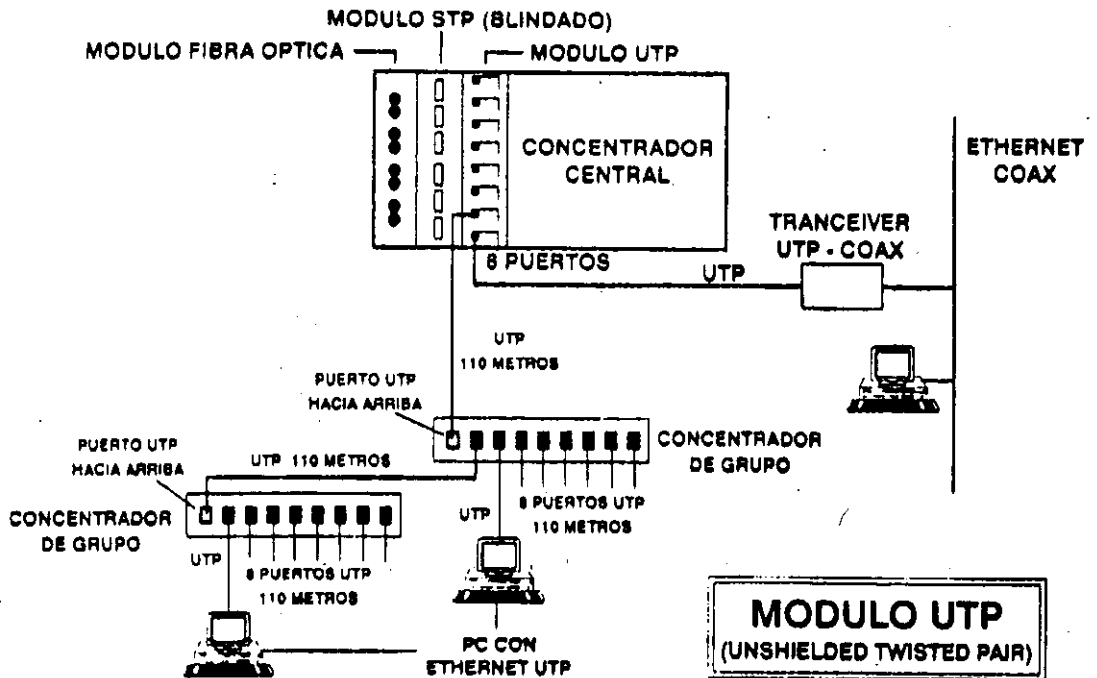 MODULO STP (BLINDADO)
MODULO FIBRA OPTICA
MODULO UTP
CONCENTRADOR
CENTRAL
ETHERNET
COAX
TRANCEIVER
UTP - COAX
8 PUERTOS
UTP
UTP
110 METROS
PUERTO UTP
HACIA ARRIBA
CONCENTRADOR
DE GRUPO
PUERTO UTP
HACIA ARRIBA
UTP 110 METROS
8 PUERTOS UTP
110 METROS
UTP
CONCENTRADOR
DE GRUPO
UTP
8 PUERTOS UTP
110 METROS
PC CON
ETHERNET UTP
MODULO UTP
(UNSHIELDED TWISTED PAIR)